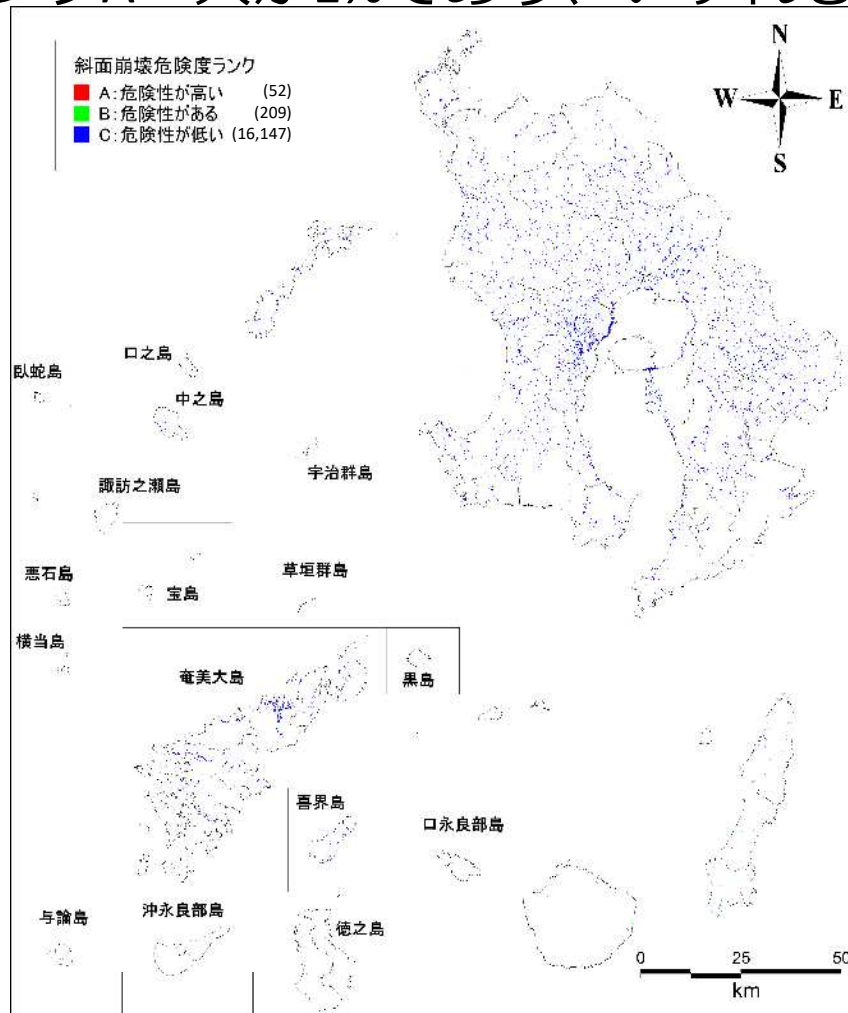 斜面崩壊危険度ランク
A:危険性が高い (52)
B:危険性がある (209)
C:危険性が低い (16,147)
N
W E
S
口之島
臥蛇島
中之島
宇治群島
諏訪之瀬島
悪石島
宝島
草垣群島
横当島
奄美大島
黒島
喜界島
口永良部島
与論島
沖永良部島
徳之島
0 25 50
km